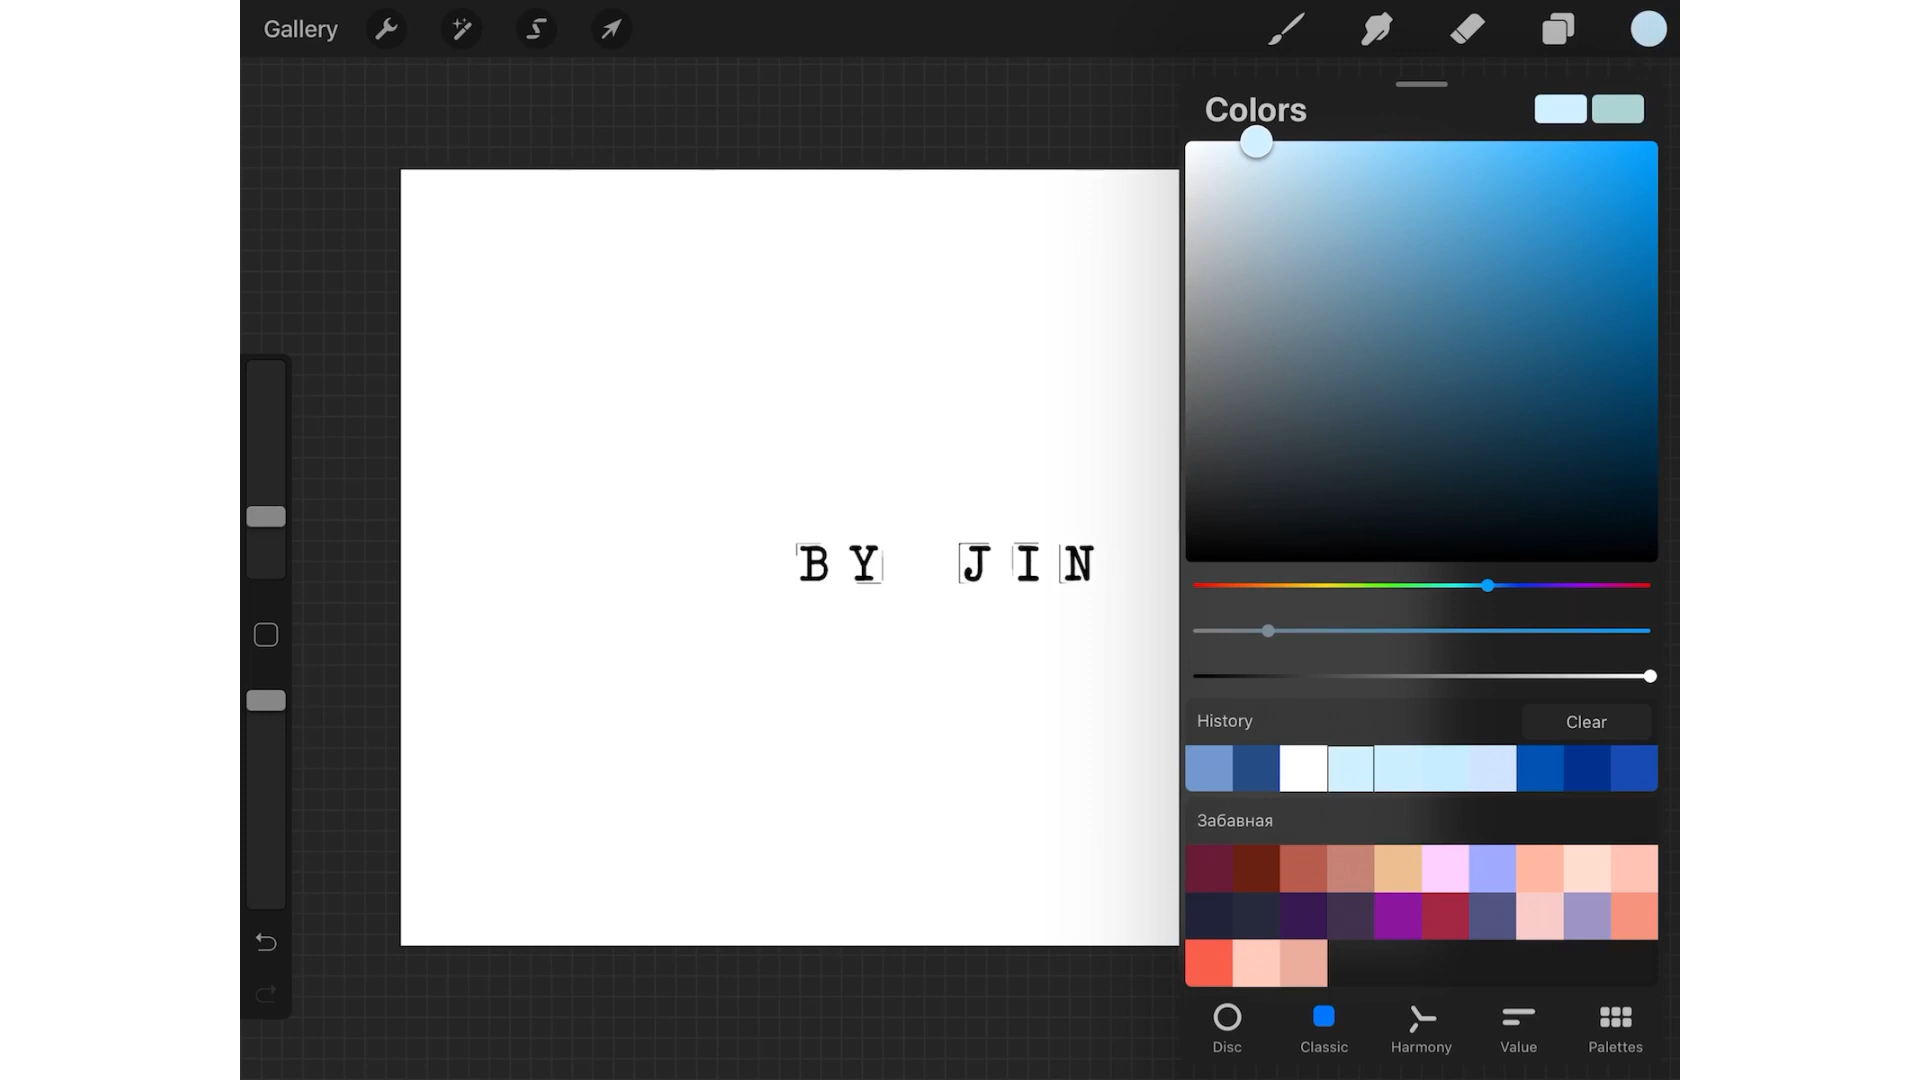 Gallery
Colors
BY JIN
History
Clear
Забавная
Disc
Classic
Harmony
Value
Palettes